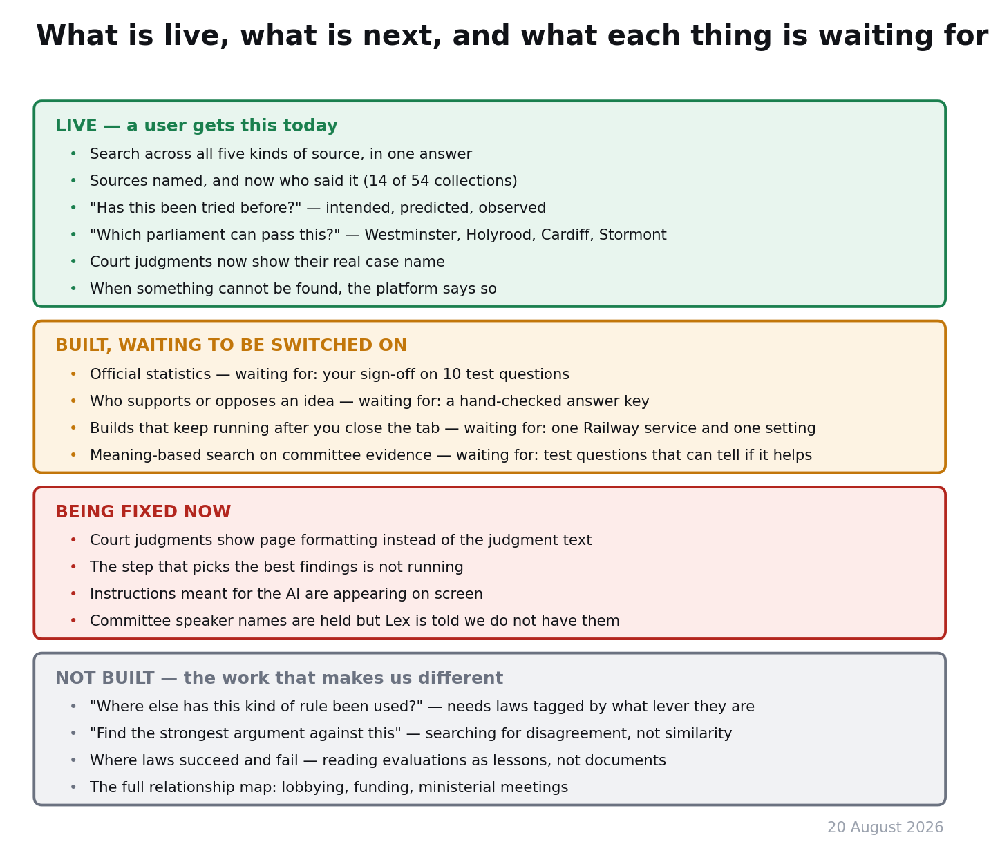 What is live, what is next, and what each thing is waiting for
LIVE — a user gets this today
• Search across all five kinds of source, in one answer
• Sources named, and now who said it (14 of 54 collections)
• "Has this been tried before?" — intended, predicted, observed
• "Which parliament can pass this?" — Westminster, Holyrood, Cardiff, Stormont
• Court judgments now show their real case name
• When something cannot be found, the platform says so
BUILT, WAITING TO BE SWITCHED ON
• Official statistics — waiting for: your sign-off on 10 test questions
• Who supports or opposes an idea — waiting for: a hand-checked answer key
• Builds that keep running after you close the tab — waiting for: one Railway service and one setting
• Meaning-based search on committee evidence — waiting for: test questions that can tell if it helps
BEING FIXED NOW
• Court judgments show page formatting instead of the judgment text
• The step that picks the best findings is not running
• Instructions meant for the AI are appearing on screen
• Committee speaker names are held but Lex is told we do not have them
NOT BUILT — the work that makes us different
• "Where else has this kind of rule been used?" — needs laws tagged by what lever they are
• "Find the strongest argument against this" — searching for disagreement, not similarity
• Where laws succeed and fail — reading evaluations as lessons, not documents
• The full relationship map: lobbying, funding, ministerial meetings
20 August 2026